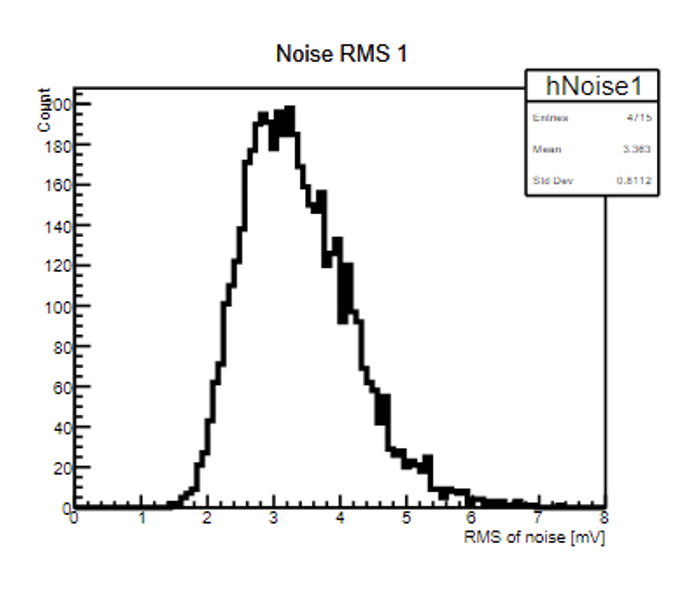 Noise RMS 1
hNoise1
Entries 4715
Mean 3.363
Std Dev 0.8112
Count
200
180
160
140
120
100
80
60
40
20
0
0 1 2 3 4 5 6 7 8
RMS of noise [mV]